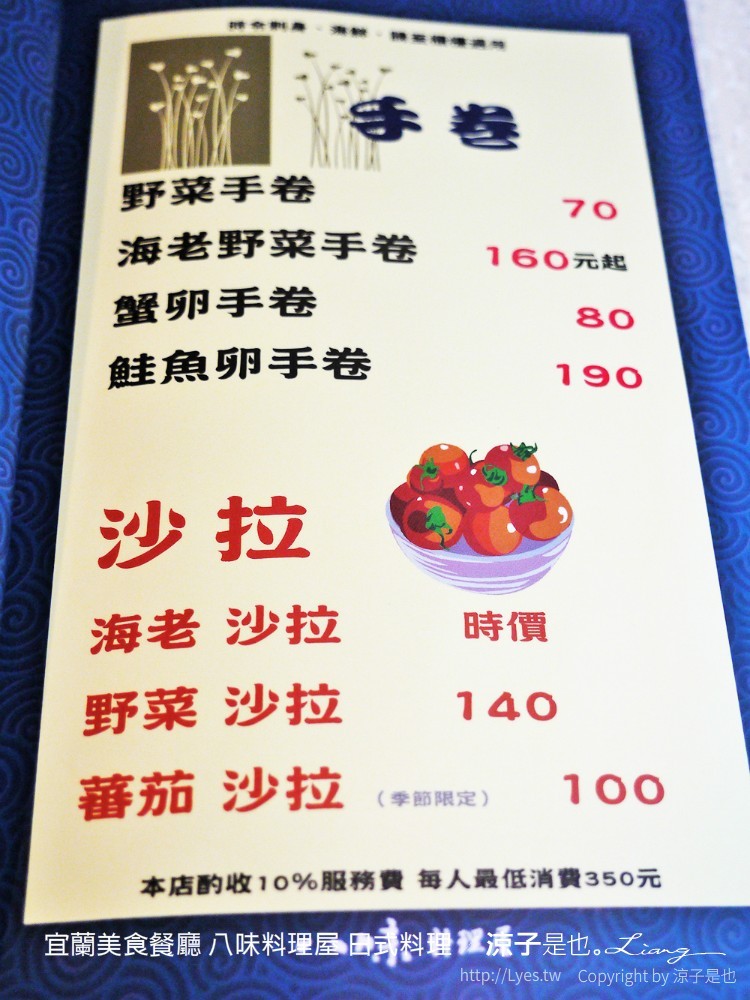 手卷
野菜手卷 70
海老野菜手卷 160元起
蟹卵手卷 80
鮭魚卵手卷 190
沙拉
海老 沙拉 時價
野菜 沙拉 140
蕃茄 沙拉 (季節限定) 100
本店酌收10%服務費 每人最低消費350元
宜蘭美食餐廳 八味料理屋 日式料理 涼子是也。Liang
http://Lyes.tw Copyright by 涼子是也